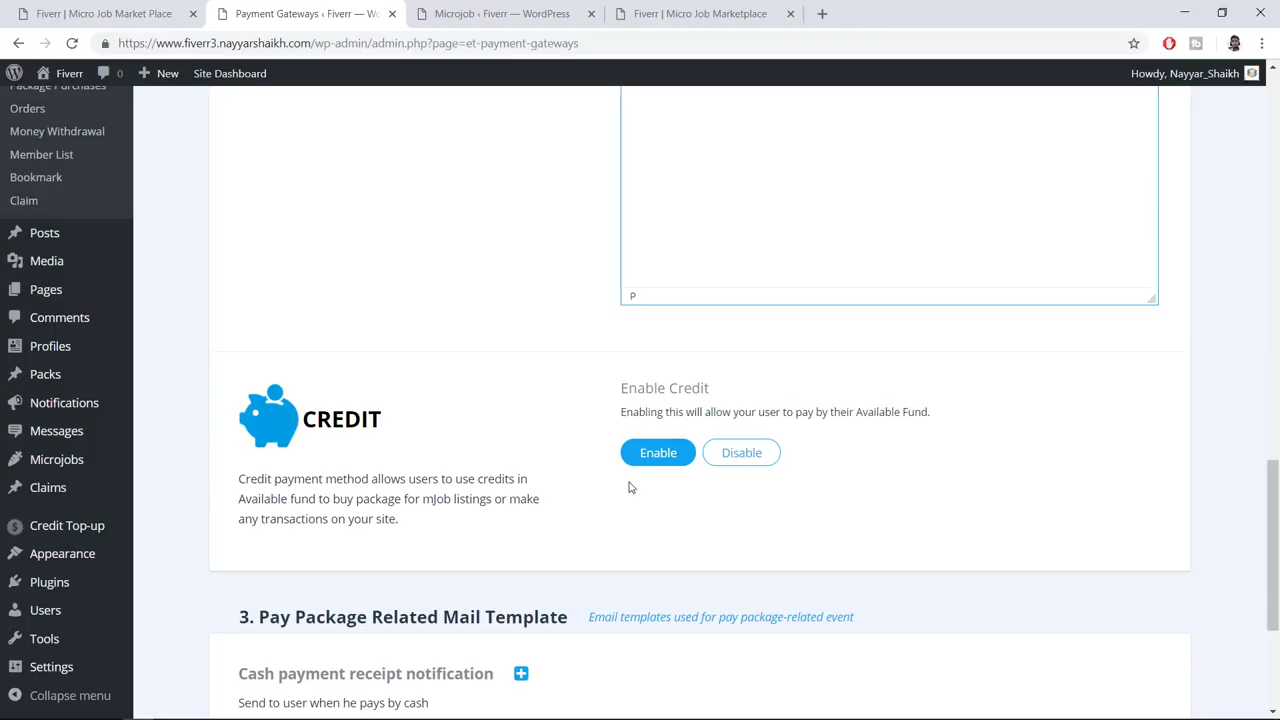 Fiverr | Micro Job Market Place
Payment Gateways ‹ Fiverr — Wo
Microjob ‹ Fiverr — WordPress
Fiverr | Micro Job Marketplace
https://www.fiverr3.nayyarshaikh.com/wp-admin/admin.php?page=et-payment-gateways
Fiverr
0
New
Site Dashboard
Howdy, Nayyar_Shaikh
Package Purchases
Orders
Money Withdrawal
Member List
Bookmark
Claim
Posts
Media
Pages
Comments
Profiles
Packs
Notifications
Messages
Microjobs
Claims
Credit Top-up
Appearance
Plugins
Users
Tools
Settings
Collapse menu
P
CREDIT
Credit payment method allows users to use credits in
Available fund to buy package for mJob listings or make
any transactions on your site.
Enable Credit
Enabling this will allow your user to pay by their Available Fund.
Enable
Disable
3. Pay Package Related Mail Template
Email templates used for pay package-related event
Cash payment receipt notification
Send to user when he pays by cash